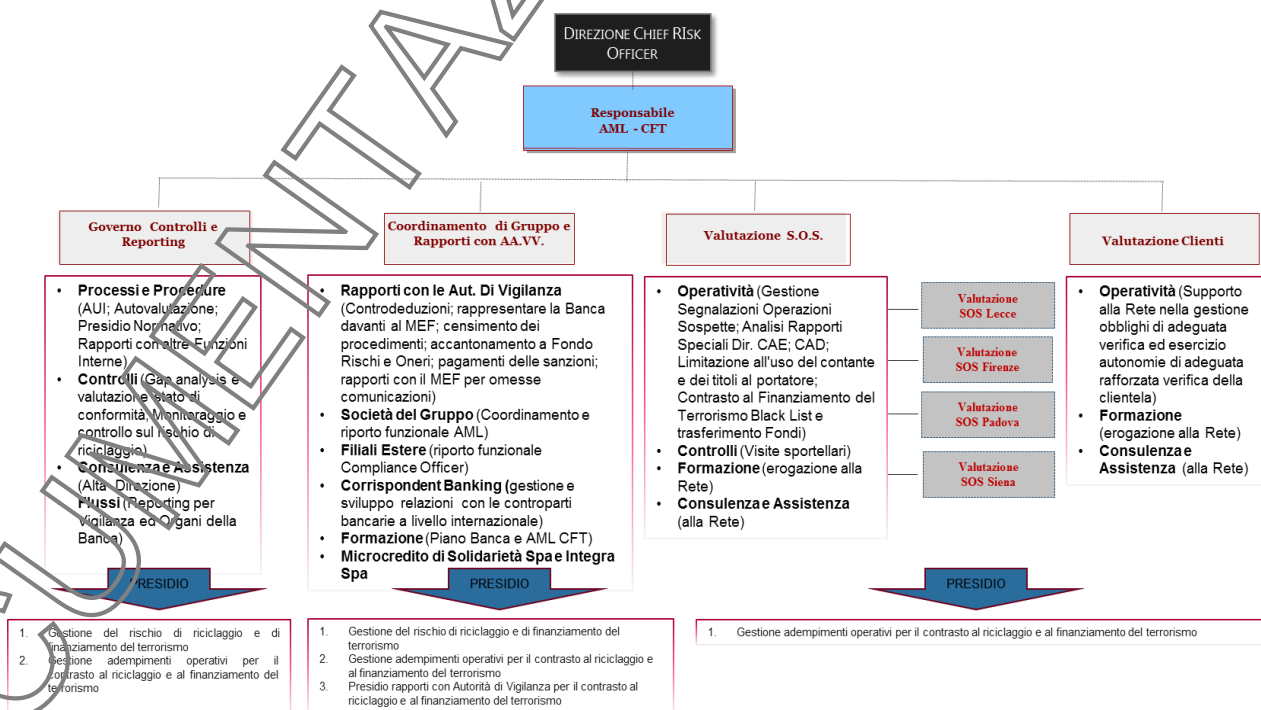 DIREZIONE CHIEF RISK
OFFICER
Responsabile
AML - CFT
Governo Controlli e
Reporting
Coordinamento di Gruppo e
Rapporti con AA.VV.
Valutazione S.O.S.
Valutazione Clienti
• Processi e Procedure
(AUI; Autovalutazione;
Presidio Normativo;
Rapporti con altre Funzioni
Interne)
• Controlli (Gap analysis e
valutazioni e stato di
conformità, Monitoraggio e
controllo sul rischio di
riciclaggio)
• Consulenza e Assistenza
(Alta Direzione)
• Flussi (Reporting per
Vigilanza ed Organi della
Banca)
• Rapporti con le Aut. Di Vigilanza
(Controdeduzioni; rappresentare la Banca
davanti al MEF; censimento dei
procedimenti; accantonamento a Fondo
Rischi e Oneri; pagamenti delle sanzioni;
rapporti con il MEF per omesse
comunicazioni)
• Società del Gruppo (Coordinamento e
riporto funzionale AML)
• Filiali Estere (riporto funzionale
Compliance Officer)
• Corrispondent Banking (gestione e
sviluppo relazioni con le controparti
bancarie a livello internazionale)
• Formazione (Piano Banca e AML CFT)
• Microcredito di Solidarietà Spa e Integra
Spa
• Operatività (Gestione
Segnalazioni Operazioni
Sospette; Analisi Rapporti
Speciali Dir. CAE; CAD;
Limitazione all'uso del contante
e dei titoli al portatore;
Contrasto al Finanziamento del
Terrorismo Black List e
trasferimento Fondi)
• Controlli (Visite sportellari)
• Formazione (erogazione alla
Rete)
• Consulenza e Assistenza
(alla Rete)
Valutazione
SOS Lecce
Valutazione
SOS Firenze
Valutazione
SOS Padova
Valutazione
SOS Siena
• Operatività (Supporto
alla Rete nella gestione
obblighi di adeguata
verifica ed esercizio
autonomie di adeguata
rafforzata verifica della
clientela)
• Formazione
(erogazione alla Rete)
• Consulenza e
Assistenza (alla Rete)
PRESIDIO
PRESIDIO
PRESIDIO
1. Gestione del rischio di riciclaggio e di
finanziamento del terrorismo
2. Gestione adempimenti operativi per il
contrasto al riciclaggio e al finanziamento del
terrorismo
1. Gestione del rischio di riciclaggio e di finanziamento del
terrorismo
2. Gestione adempimenti operativi per il contrasto al riciclaggio e
al finanziamento del terrorismo
3. Presidio rapporti con Autorità di Vigilanza per il contrasto al
riciclaggio e al finanziamento del terrorismo
1. Gestione adempimenti operativi per il contrasto al riciclaggio e al finanziamento del terrorismo
CUMENTA